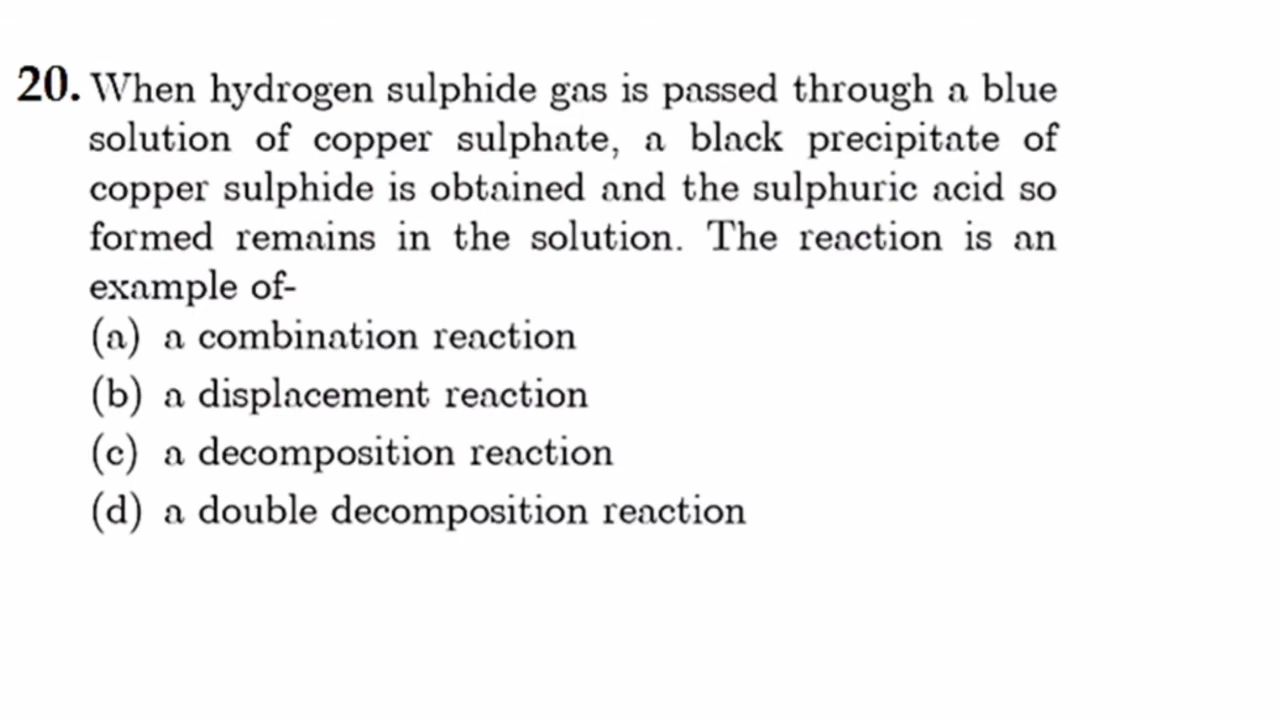 20. When hydrogen sulphide gas is passed through a blue
solution of copper sulphate, a black precipitate of
copper sulphide is obtained and the sulphuric acid so
formed remains in the solution. The reaction is an
example of-
(a) a combination reaction
(b) a displacement reaction
(c) a decomposition reaction
(d) a double decomposition reaction